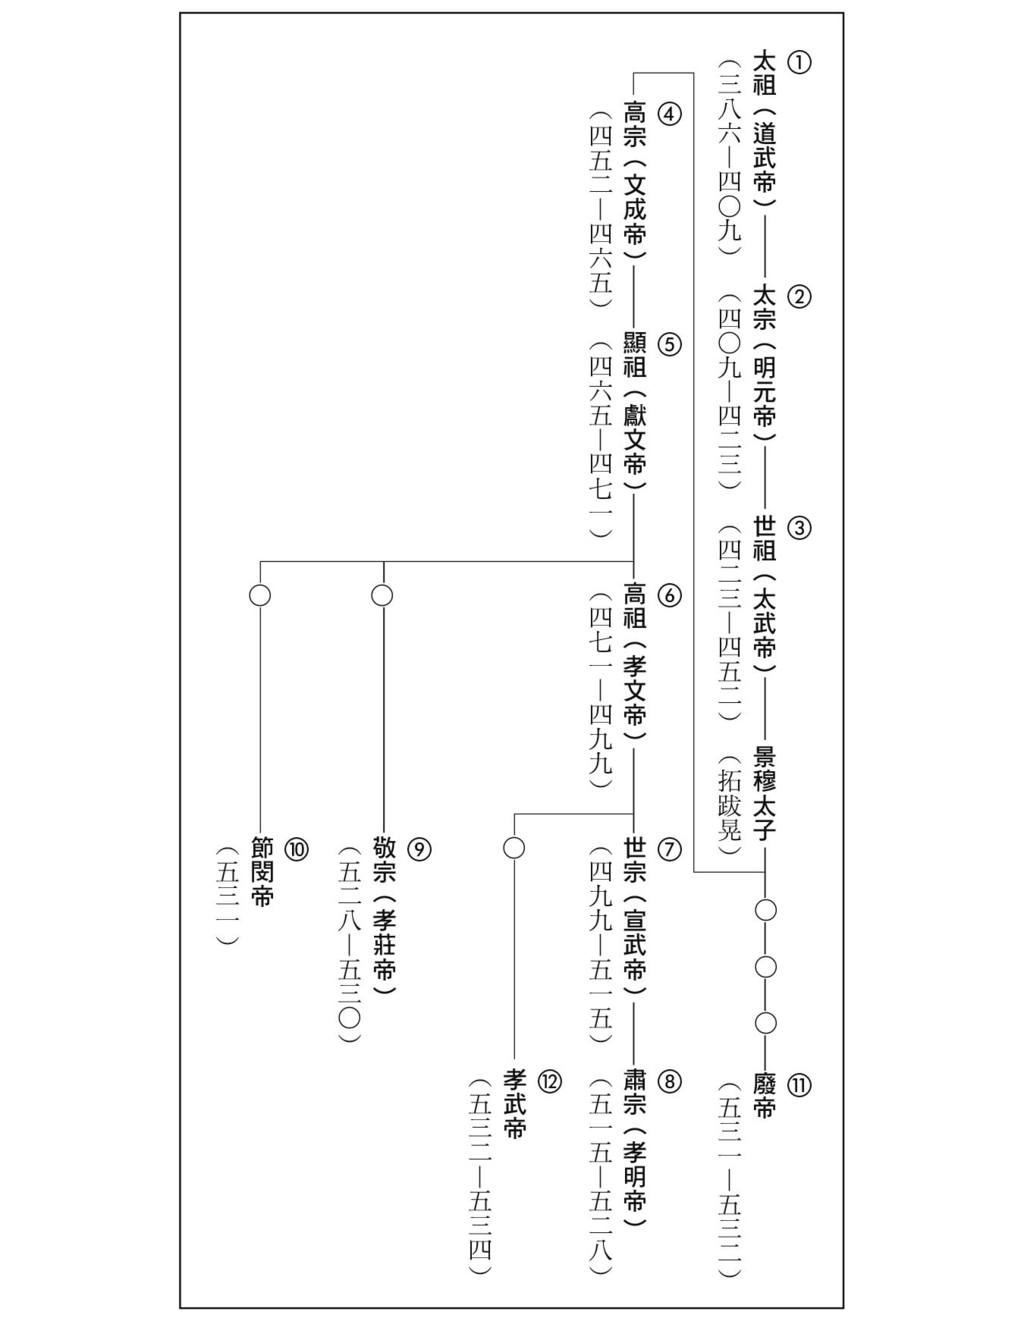 ①
太祖（道武帝）
（三八六—四〇九）
②
太宗（明元帝）
（四〇九—四二三）
③
世祖（太武帝）
（四二三—四五二）
景穆太子
（拓跋晃）
④
高宗（文成帝）
（四五二—四六五）
⑤
顯祖（獻文帝）
（四六五—四七一）
⑥
高祖（孝文帝）
（四七一—四九九）
⑦
世宗（宣武帝）
（四九九—五一五）
⑧
肅宗（孝明帝）
（五一五—五二八）
⑨
敬宗（孝莊帝）
（五二八—五三〇）
⑩
節閔帝
（五三一）
⑪
廢帝
（五三一—五三二）
⑫
孝武帝
（五三二—五三四）